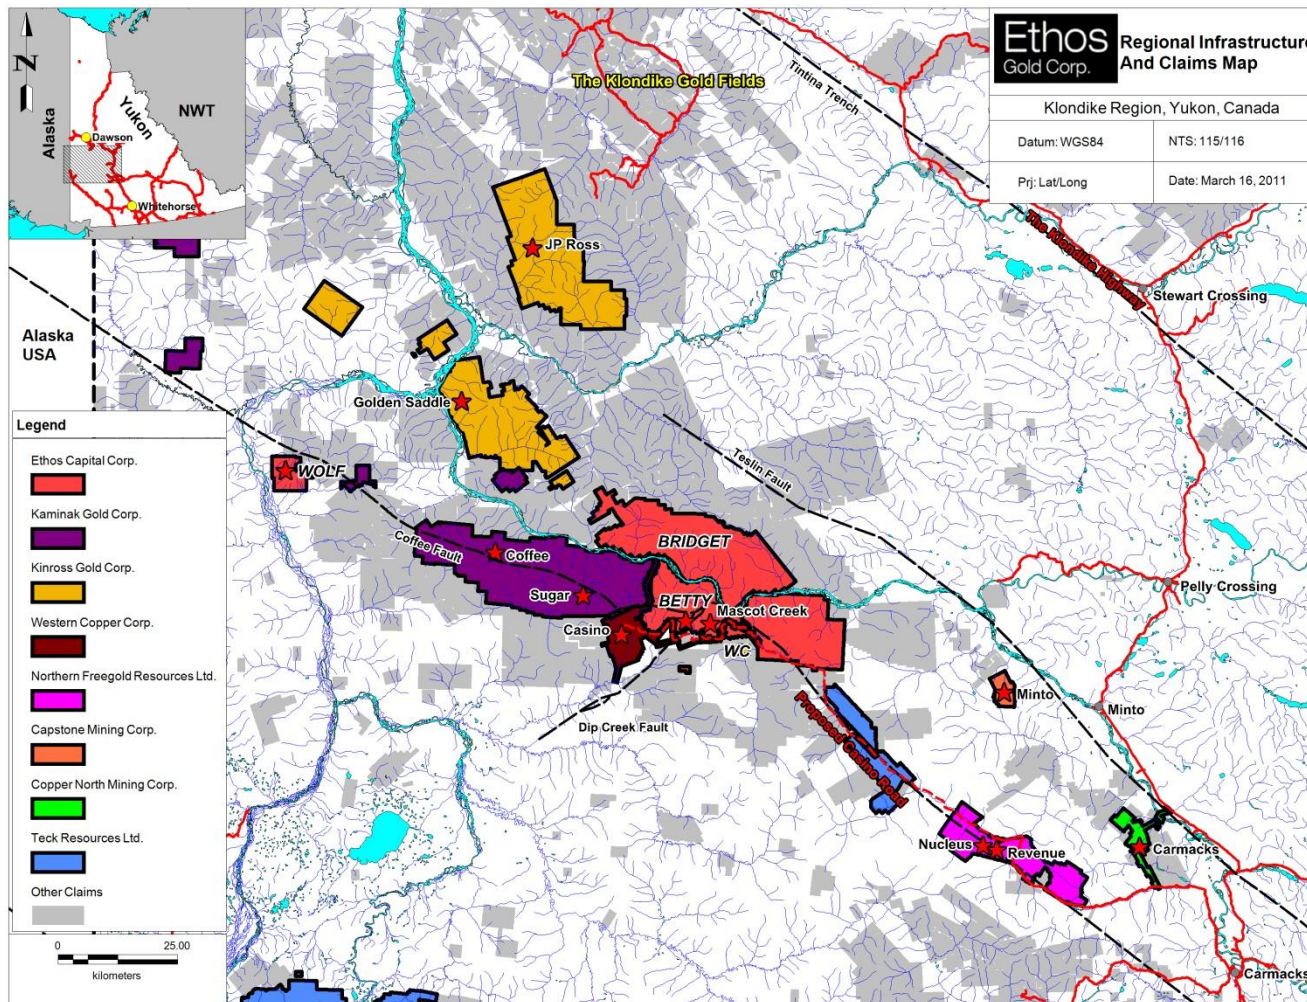 Ethos
Gold Corp.
Regional Infrastructure
And Claims Map
Klondike Region, Yukon, Canada
Datum: WGS84
NTS: 115/116
Prj: Lat/Long
Date: March 16, 2011
N
Alaska
Yukon
NWT
Dawson
Whitehorse
The Klondike Gold Fields
Tintina Trench
JP Ross
The Klondike Highway
Stewart Crossing
Alaska
USA
Golden Saddle
Teslin Fault
WOLF
Coffee Fault
Coffee
BRIDGET
Pelly Crossing
Sugar
BETTY
Mascot Creek
Casino
WC
Minto
Minto
Dip Creek Fault
Proposed Casino Road
Nucleus
Revenue
Carmacks
Carmacks
Legend
Ethos Capital Corp.
Kaminak Gold Corp.
Kinross Gold Corp.
Western Copper Corp.
Northern Freegold Resources Ltd.
Capstone Mining Corp.
Copper North Mining Corp.
Teck Resources Ltd.
Other Claims
0 25.00
kilometers